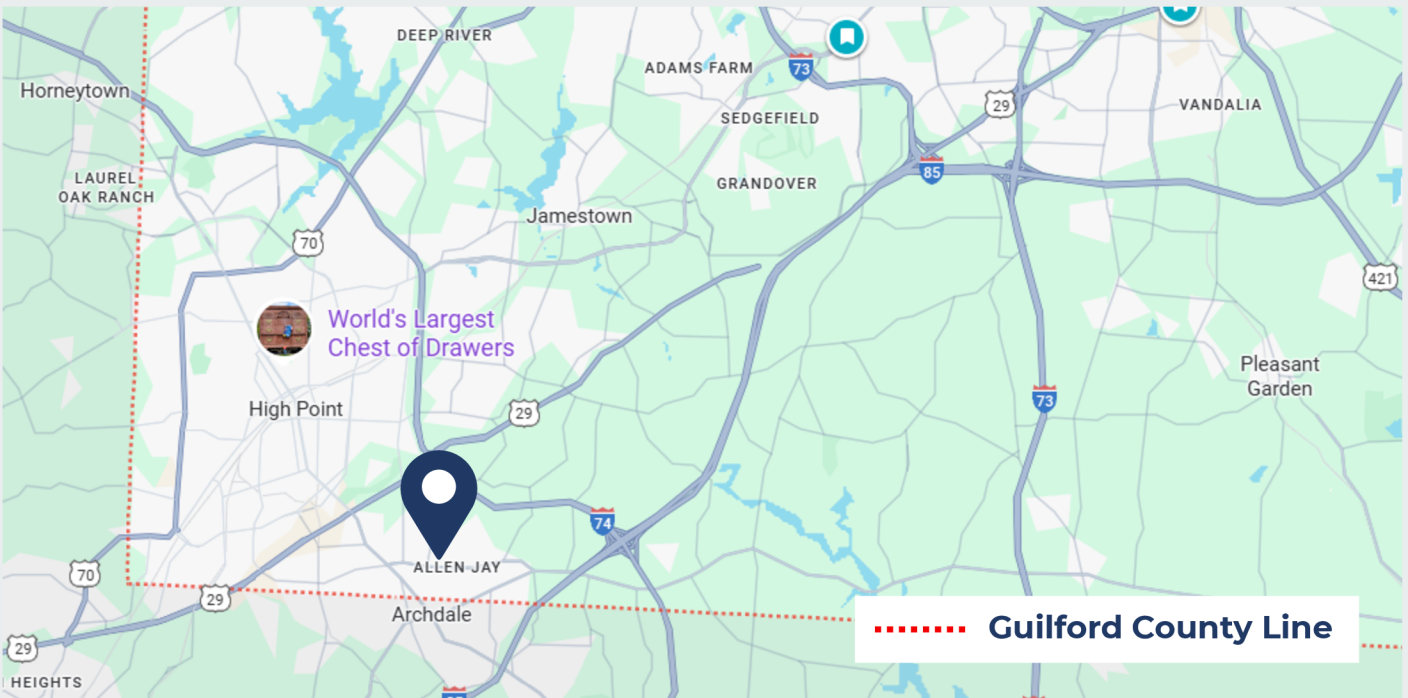 DEEP RIVER
ADAMS FARM
73
Horneytown
29
VANDALIA
SEDGEFIELD
85
LAUREL
OAK RANCH
GRANDOVER
Jamestown
70
421
World's Largest
Chest of Drawers
Pleasant
Garden
73
High Point
29
74
ALLEN JAY
70
29
Archdale
Guilford County Line
29
HEIGHTS